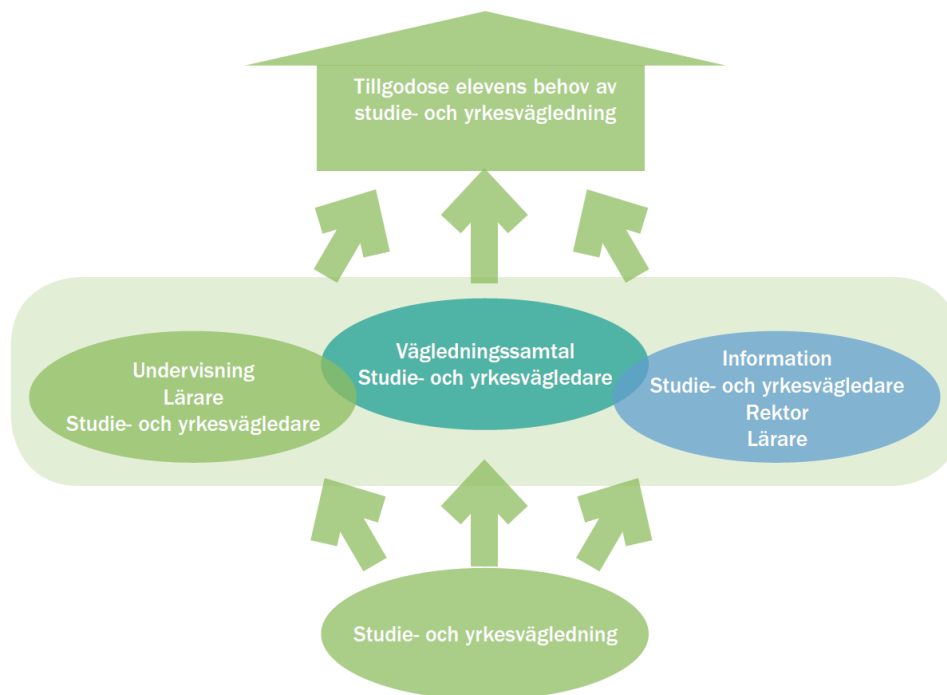 Tillgodose elevens behov av
studie- och yrkesvägledning
Undervisning
Lärare
Studie- och yrkesvägledare
Vägledningssamtal
Studie- och yrkesvägledare
Information
Studie- och yrkesvägledare
Rektor
Lärare
Studie- och yrkesvägledning